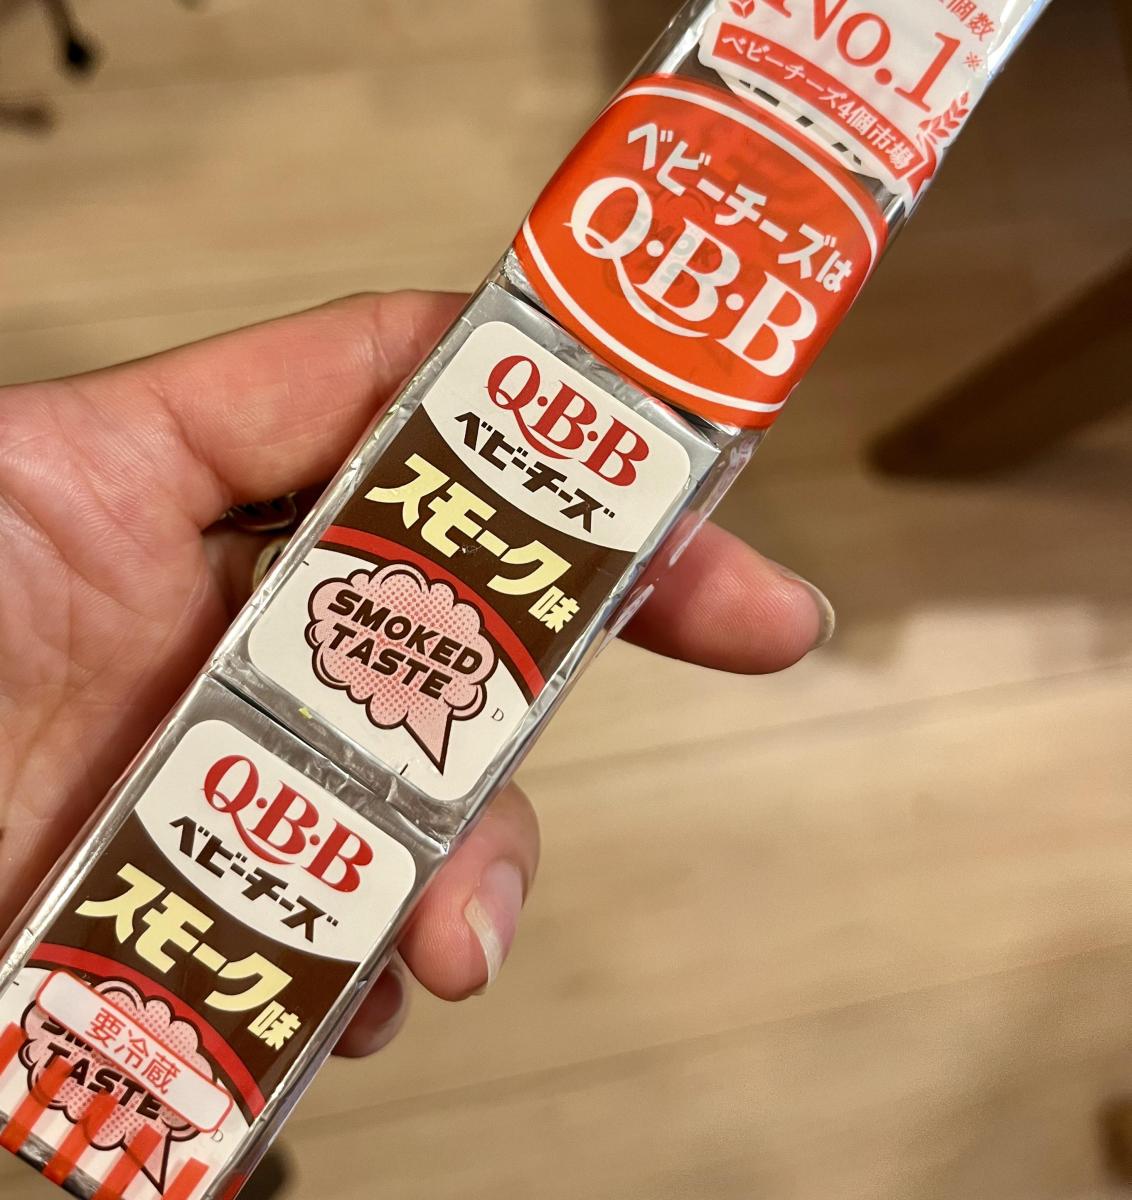 個数
No.1※
ベビーチーズ4個市場
ベビーチーズは
Q・B・B
Q・B・B
ベビーチーズ
スモーク味
SMOKED
TASTE
D
Q・B・B
ベビーチーズ
スモーク味
要冷蔵
TASTE
D